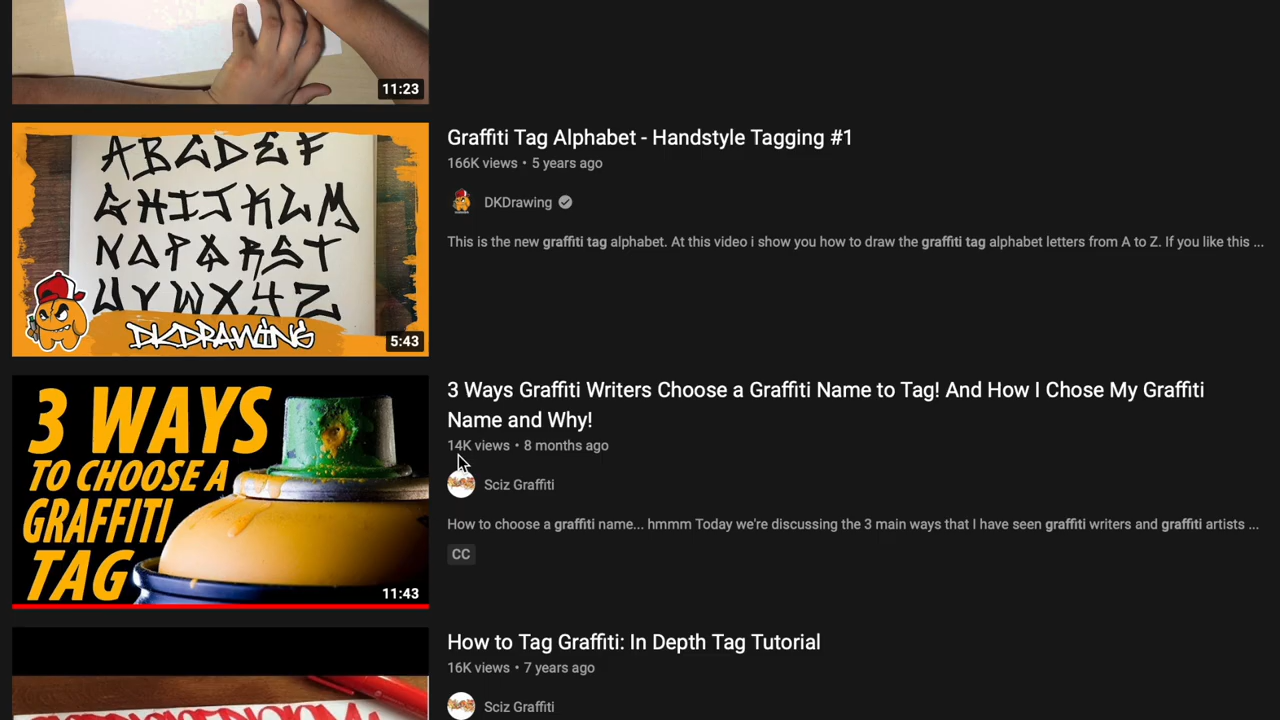 11:23
ABCDEF
GHIJKLM
NOPQRST
UVWXYZ
DKDRAWING
5:43
Graffiti Tag Alphabet - Handstyle Tagging #1
166K views • 5 years ago
DKDrawing
This is the new graffiti tag alphabet. At this video i show you how to draw the graffiti tag alphabet letters from A to Z. If you like this ...
3 WAYS
TO CHOOSE A
GRAFFITI
TAG
11:43
3 Ways Graffiti Writers Choose a Graffiti Name to Tag! And How I Chose My Graffiti
Name and Why!
14K views • 8 months ago
Sciz Graffiti
How to choose a graffiti name... hmmm Today we're discussing the 3 main ways that I have seen graffiti writers and graffiti artists ...
CC
How to Tag Graffiti: In Depth Tag Tutorial
16K views • 7 years ago
Sciz Graffiti